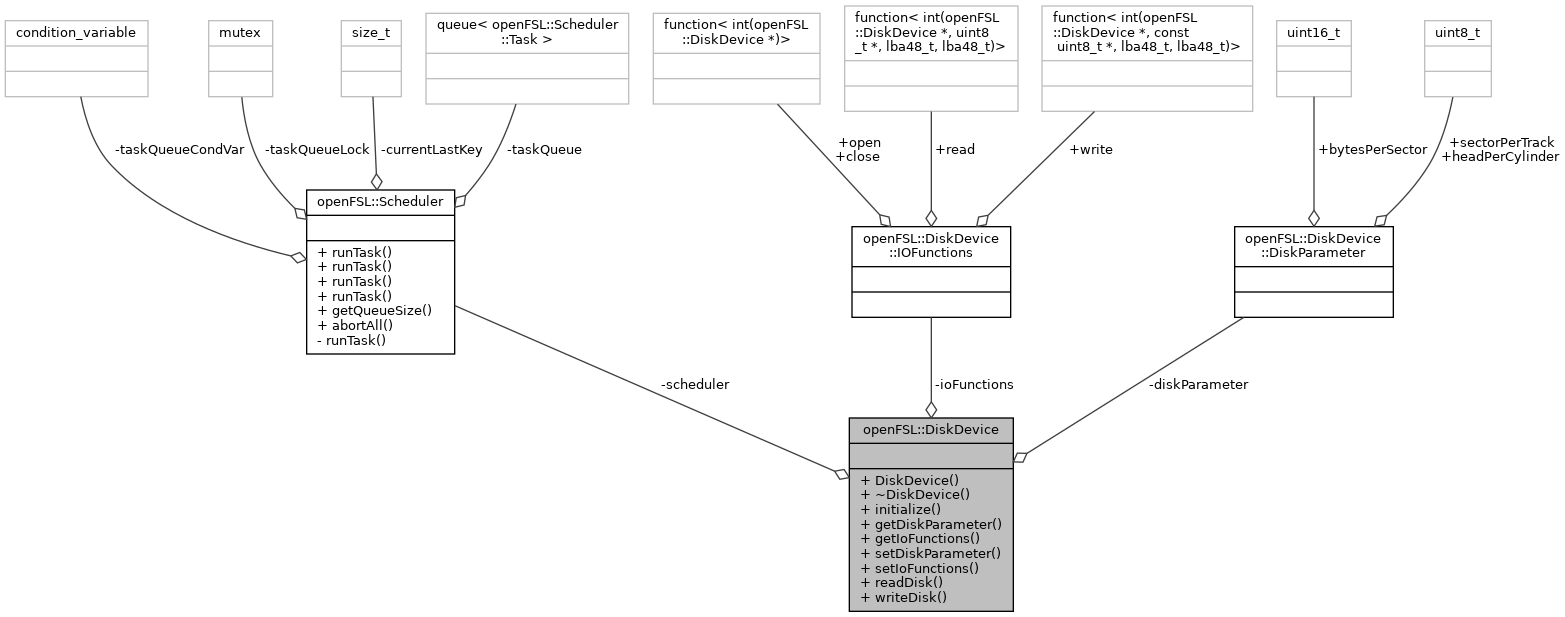 condition_variable
mutex
size_t
queue< openFSL::Scheduler
::Task >
function< int(openFSL
::DiskDevice *)>
function< int(openFSL
::DiskDevice *, uint8
_t *, lba48_t, lba48_t)>
function< int(openFSL
::DiskDevice *, const
uint8_t *, lba48_t, lba48_t)>
uint16_t
uint8_t
-taskQueueCondVar
-taskQueueLock
-currentLastKey
-taskQueue
+open
+close
+read
+write
+bytesPerSector
+sectorPerTrack
+headPerCylinder
openFSL::Scheduler
+ runTask()
+ runTask()
+ runTask()
+ runTask()
+ getQueueSize()
+ abortAll()
- runTask()
openFSL::DiskDevice
::IOFunctions
openFSL::DiskDevice
::DiskParameter
-scheduler
-ioFunctions
-diskParameter
openFSL::DiskDevice
+ DiskDevice()
+ ~DiskDevice()
+ initialize()
+ getDiskParameter()
+ getIoFunctions()
+ setDiskParameter()
+ setIoFunctions()
+ readDisk()
+ writeDisk()